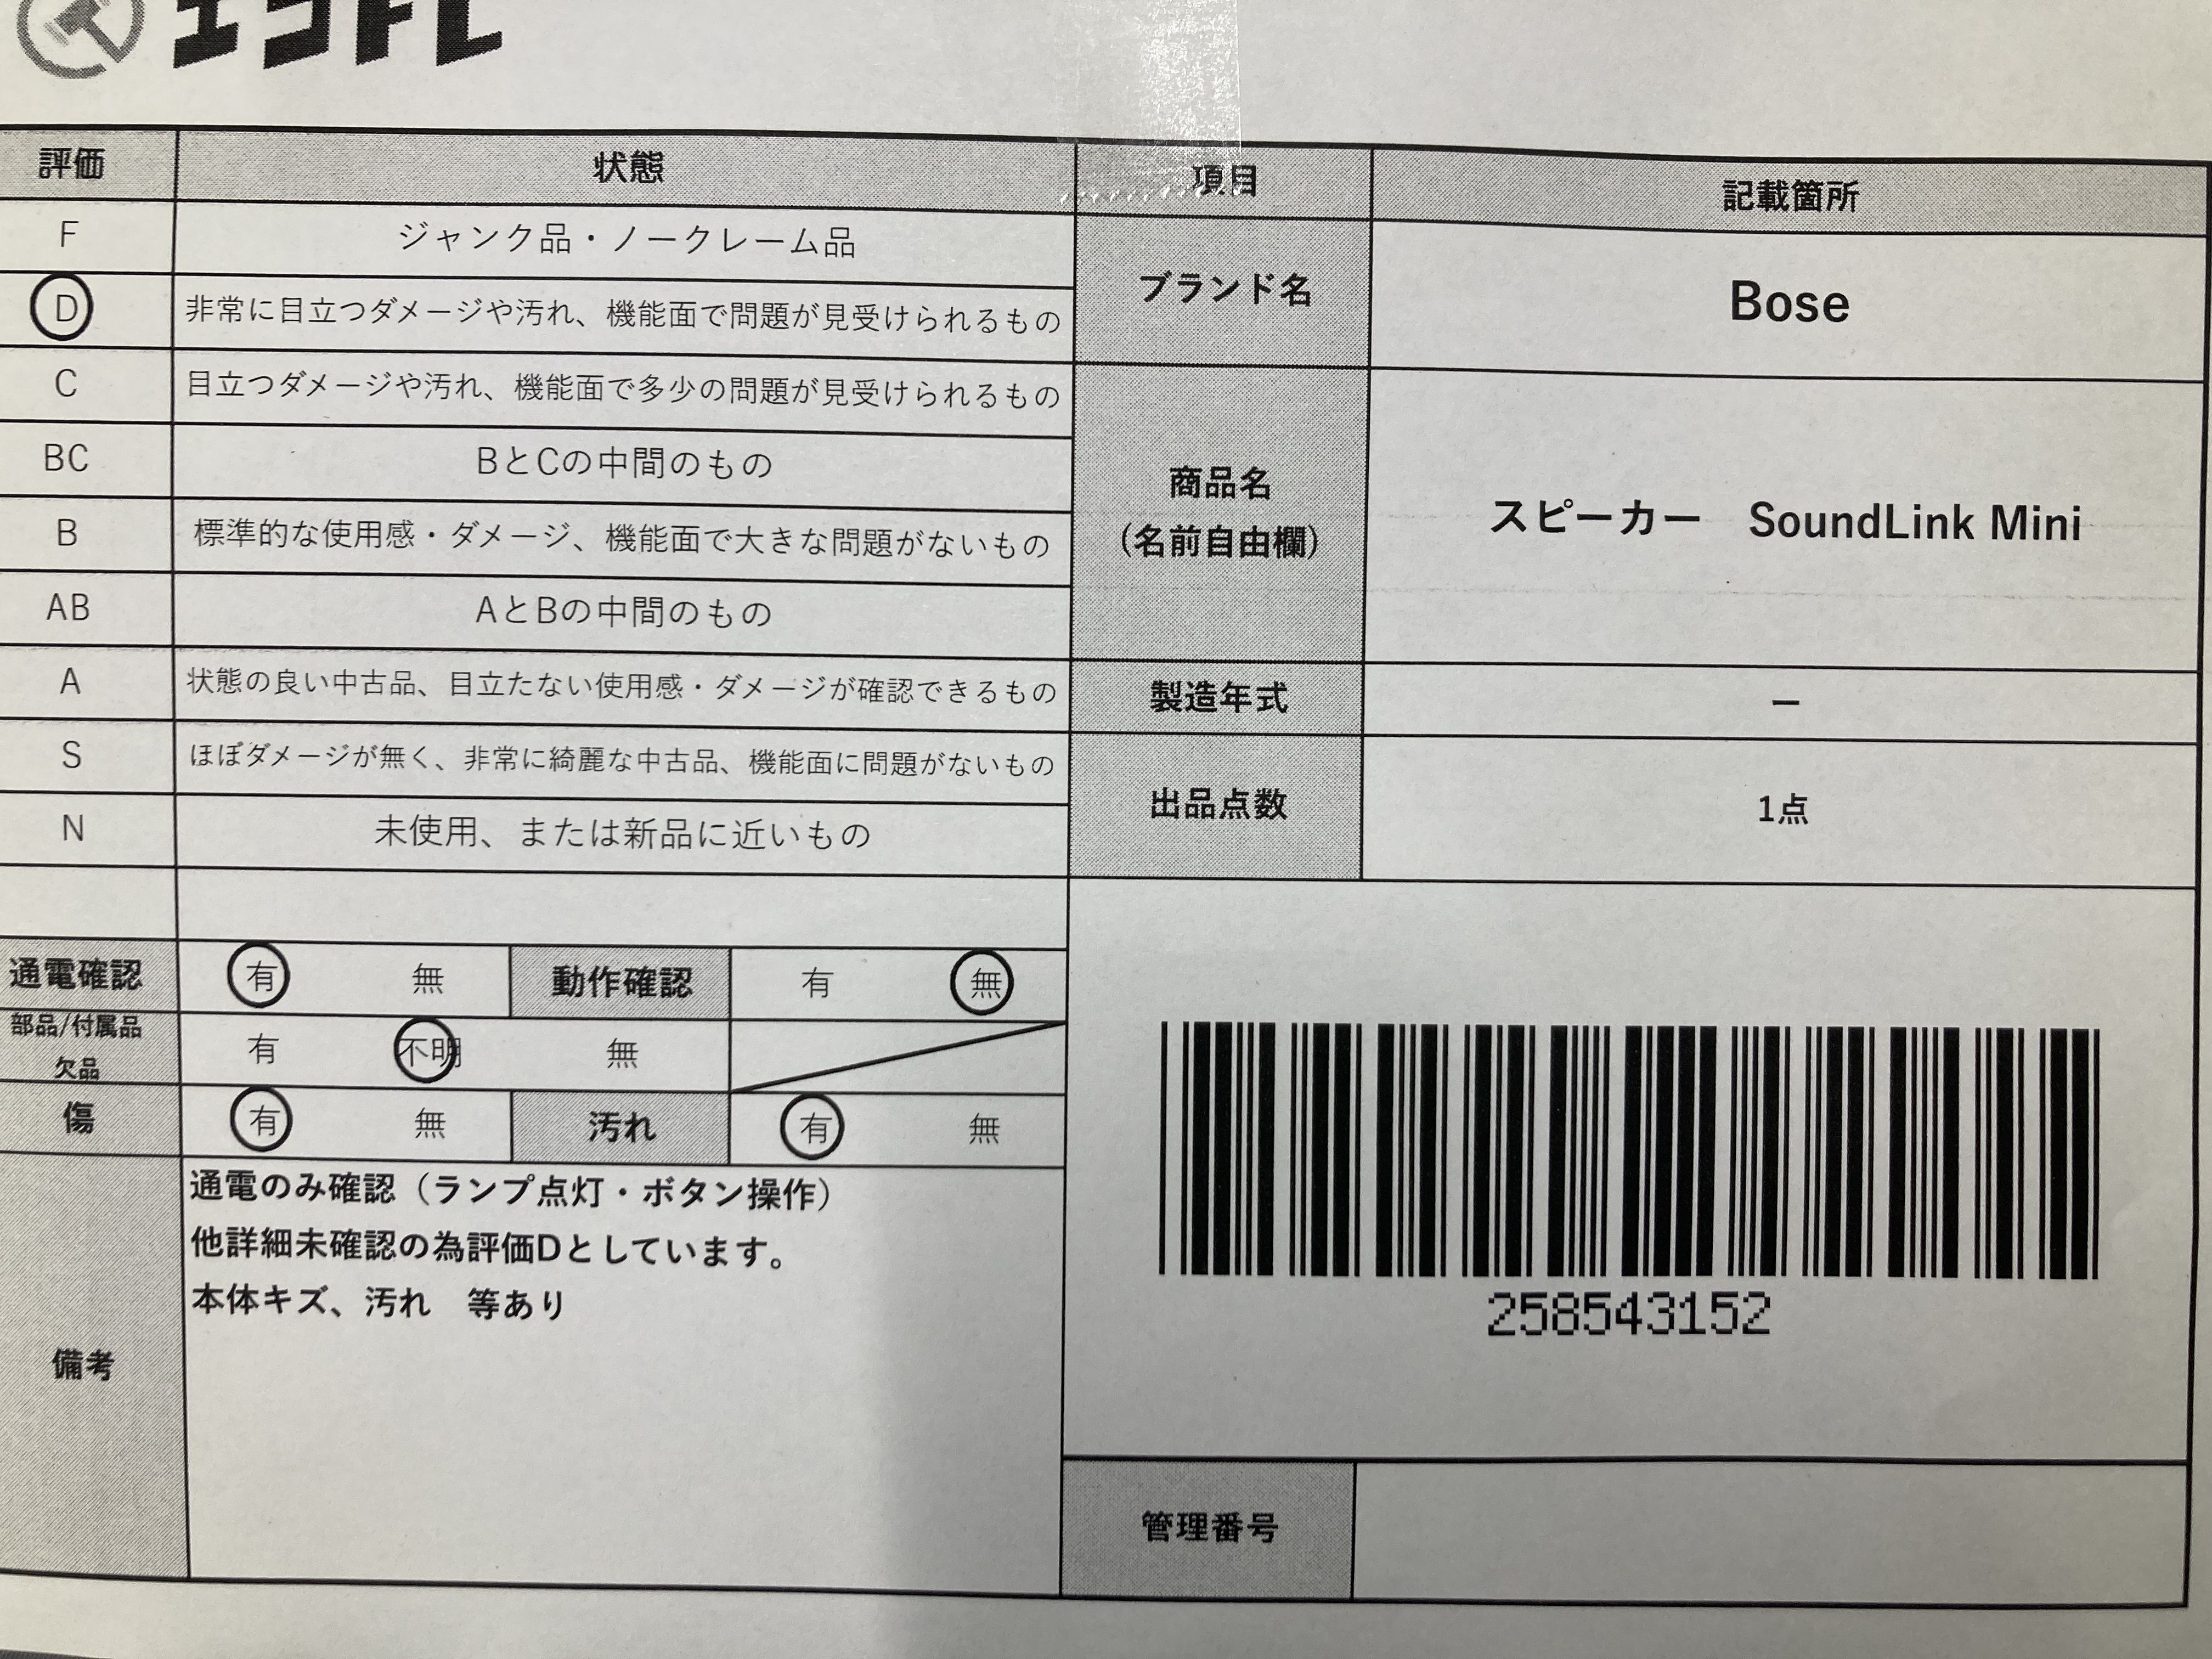 エコトレ
評価 状態 項目 記載箇所
F ジャンク品・ノークレーム品
D 非常に目立つダメージや汚れ、機能面で問題が見受けられるもの
C 目立つダメージや汚れ、機能面で多少の問題が見受けられるもの
BC BとCの中間のもの
B 標準的な使用感・ダメージ、機能面で大きな問題がないもの
AB AとBの中間のもの
A 状態の良い中古品、目立たない使用感・ダメージが確認できるもの
S ほぼダメージが無く、非常に綺麗な中古品、機能面に問題がないもの
N 未使用、または新品に近いもの
ブランド名 Bose
商品名
(名前自由欄) スピーカー SoundLink Mini
製造年式 ー
出品点数 1点
通電確認 有 無 動作確認 有 無
部品/付属品
欠品 有 不明 無
傷 有 無 汚れ 有 無
備考
通電のみ確認（ランプ点灯・ボタン操作）
他詳細未確認の為評価Dとしています。
本体キズ、汚れ 等あり
258543152
管理番号